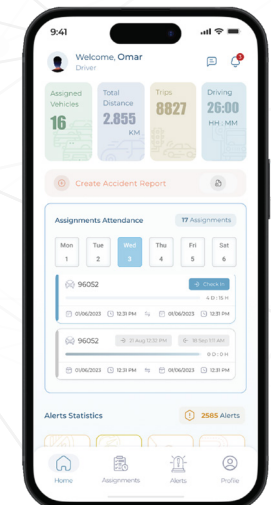 9:41
Welcome, Omar
Driver
Assigned Vehicles
16
Total Distance
2.855
KM
Trips
8827
Driving
26:00
HH : MM
Create Accident Report
Assignments Attendance
17 Assignments
Mon Tue Wed Thu Fri Sat
1 2 3 4 5 6
96052
Check In
4 D : 15 H
01/06/2023 12:31 PM 01/06/2023 12:31 PM
96052
0 D : 0 H
01/06/2023 12:31 PM 01/06/2023 12:31 PM
Alerts Statistics
2585 Alerts
Home Assignments Alerts Profile